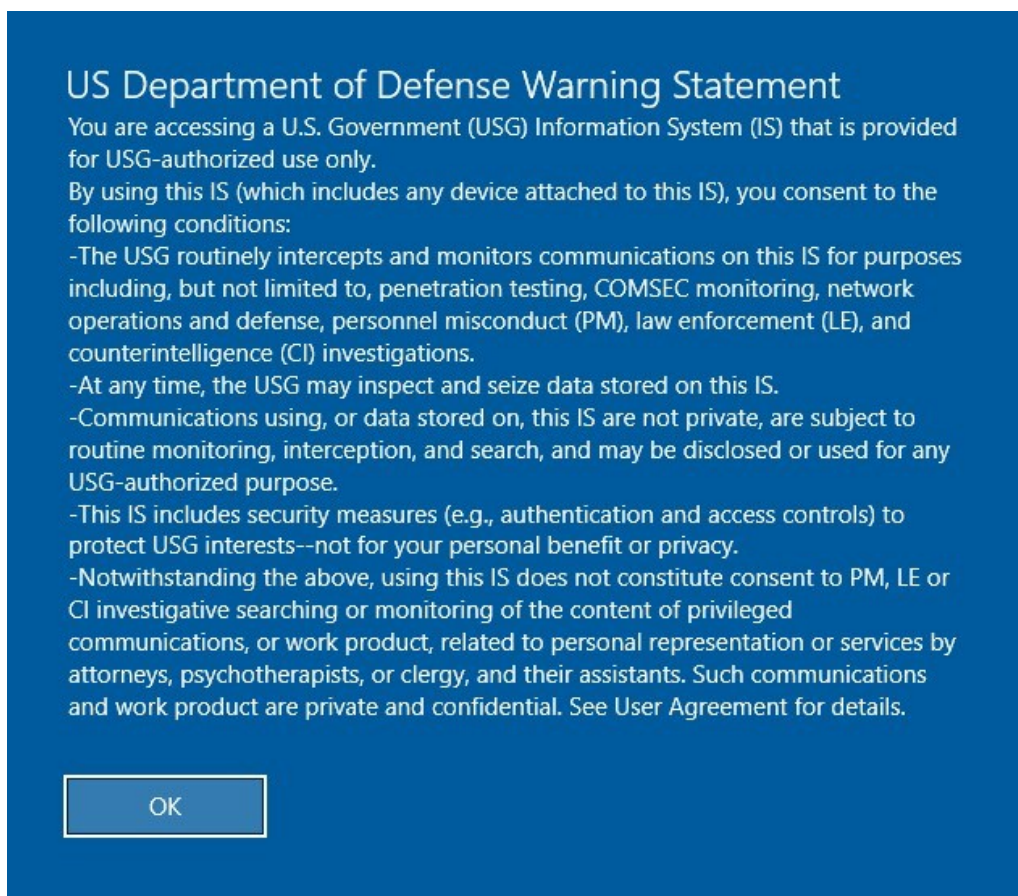 US Department of Defense Warning Statement
You are accessing a U.S. Government (USG) Information System (IS) that is provided
for USG-authorized use only.
By using this IS (which includes any device attached to this IS), you consent to the
following conditions:
-The USG routinely intercepts and monitors communications on this IS for purposes
including, but not limited to, penetration testing, COMSEC monitoring, network
operations and defense, personnel misconduct (PM), law enforcement (LE), and
counterintelligence (CI) investigations.
-At any time, the USG may inspect and seize data stored on this IS.
-Communications using, or data stored on, this IS are not private, are subject to
routine monitoring, interception, and search, and may be disclosed or used for any
USG-authorized purpose.
-This IS includes security measures (e.g., authentication and access controls) to
protect USG interests--not for your personal benefit or privacy.
-Notwithstanding the above, using this IS does not constitute consent to PM, LE or
CI investigative searching or monitoring of the content of privileged
communications, or work product, related to personal representation or services by
attorneys, psychotherapists, or clergy, and their assistants. Such communications
and work product are private and confidential. See User Agreement for details.
OK